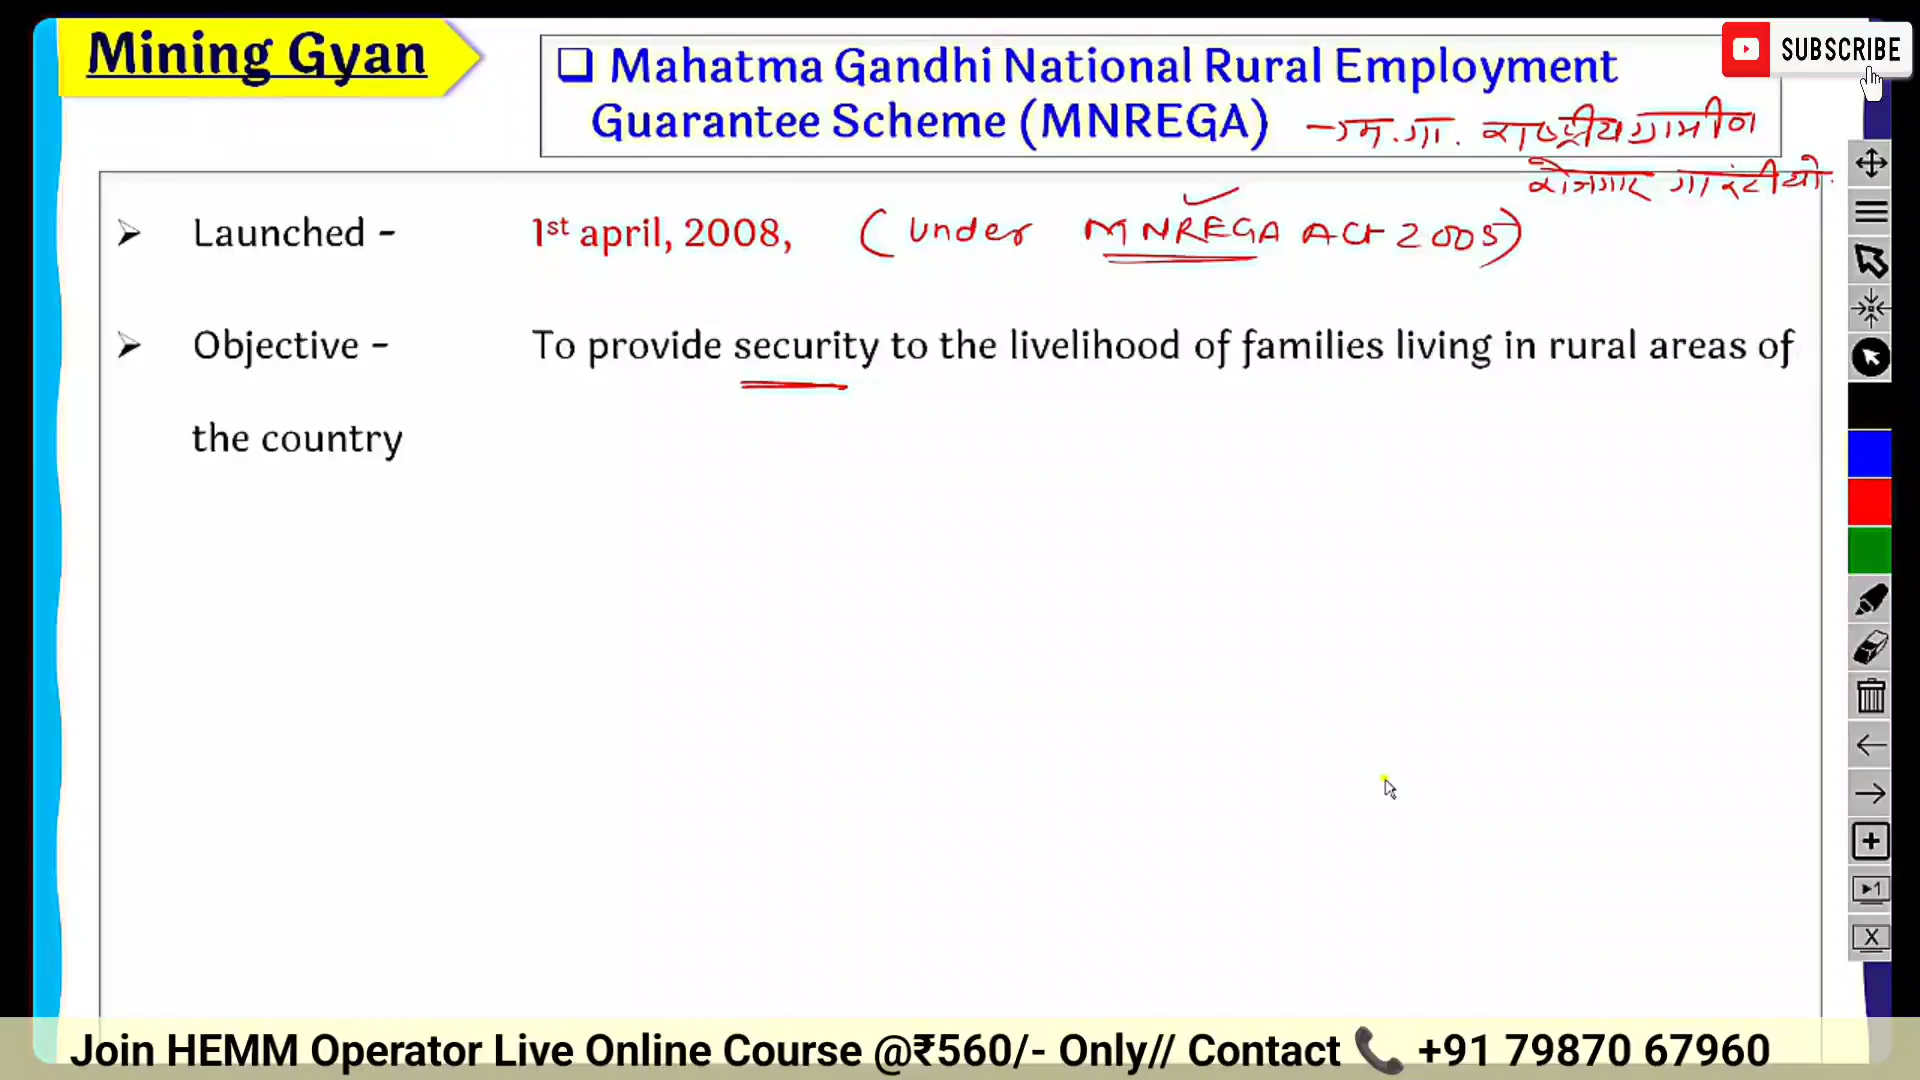 Mining Gyan
❑ Mahatma Gandhi National Rural Employment
Guarantee Scheme (MNREGA) - म.गा. राष्ट्रीय ग्रामीण
रोजगार गारंटी यो.
SUBSCRIBE
➤ Launched - 1st april, 2008, (under MNREGA Act 2005)
➤ Objective - To provide security to the livelihood of families living in rural areas of
the country
Join HEMM Operator Live Online Course @₹560/- Only// Contact 📞 +91 79870 67960